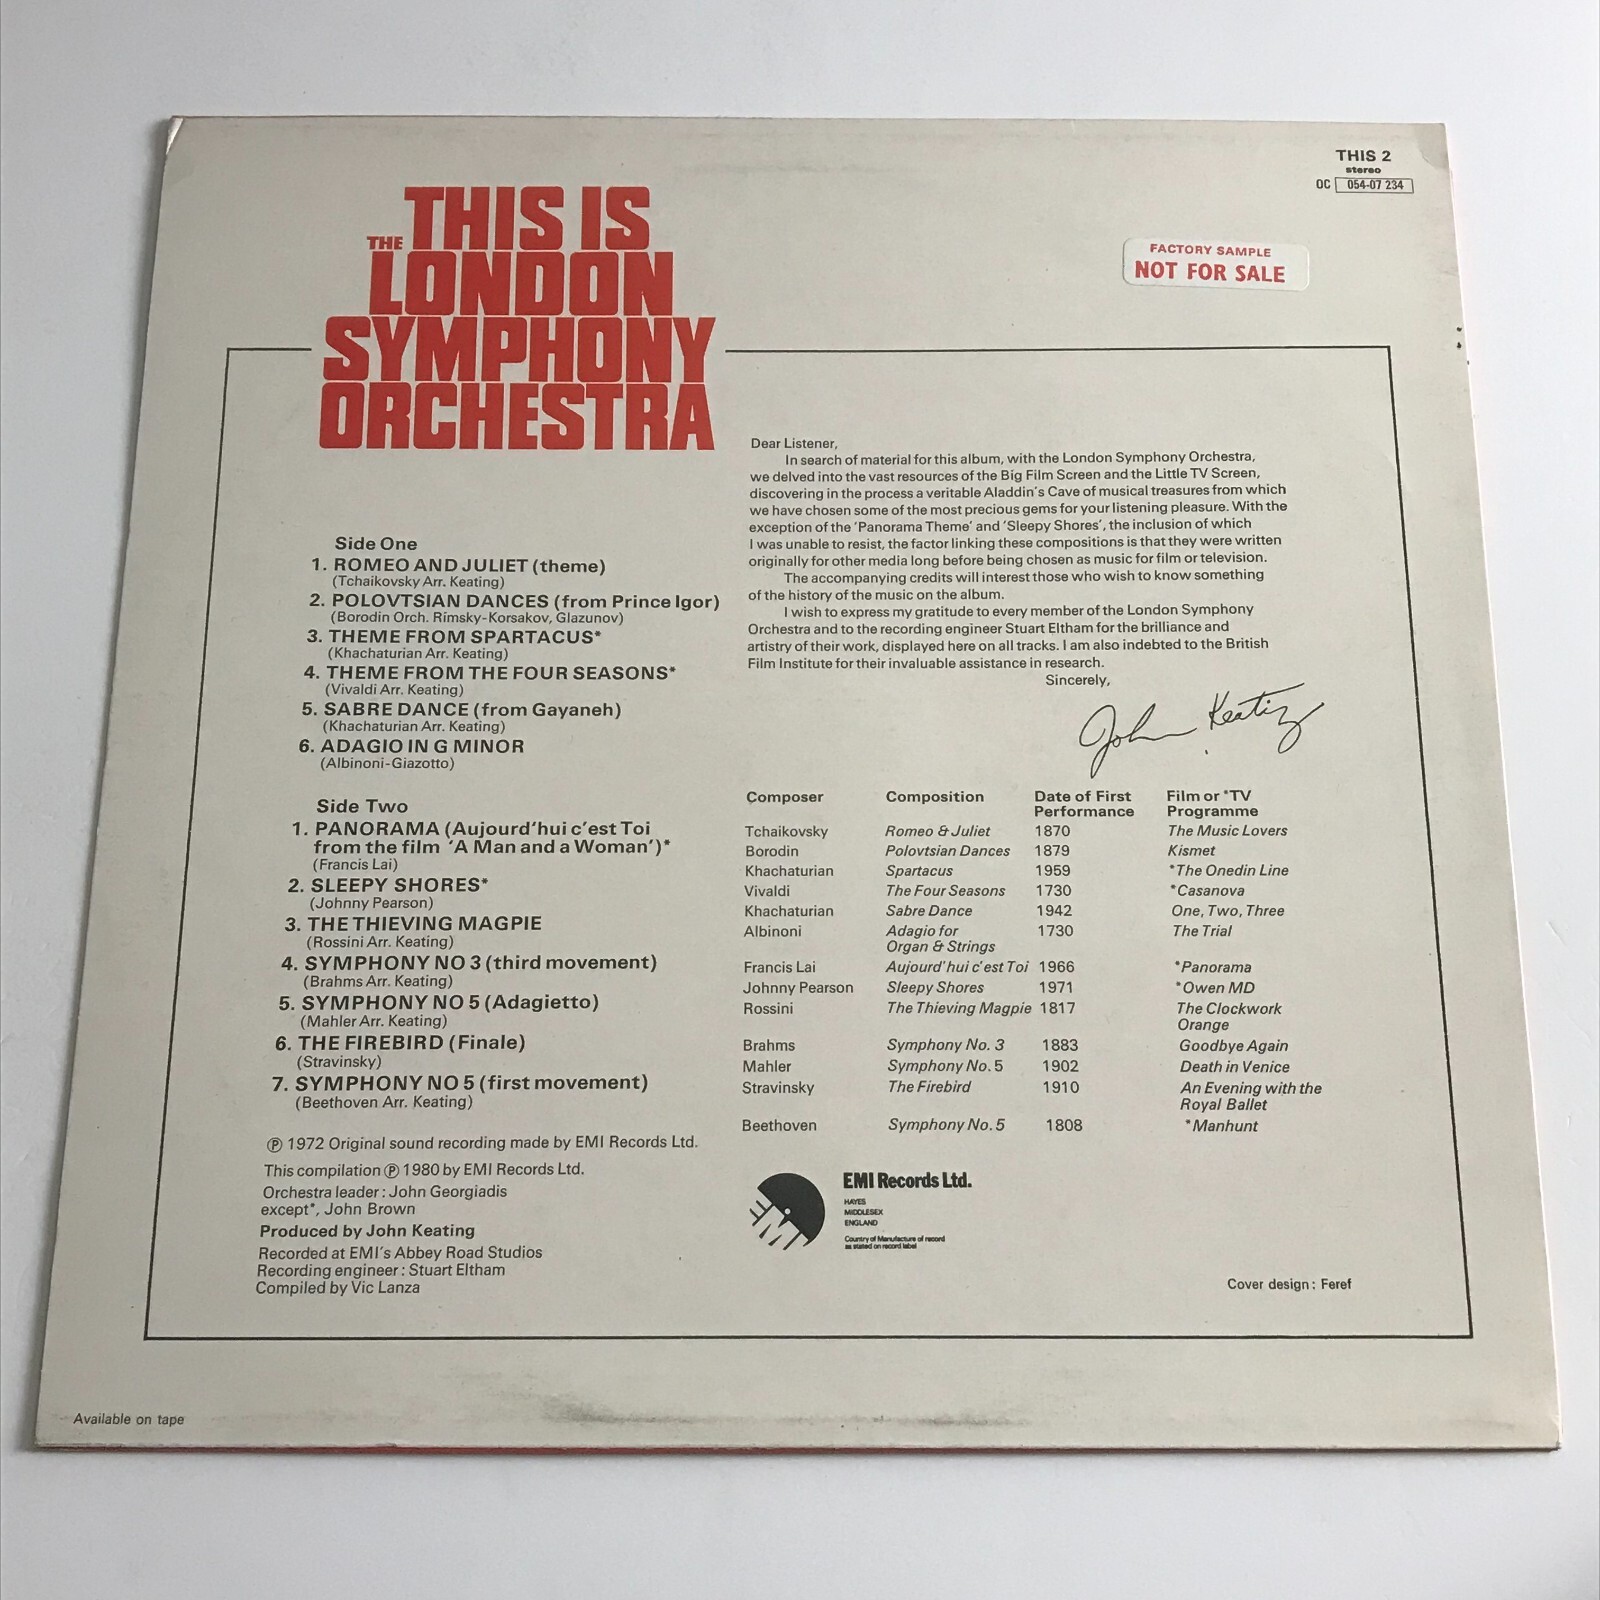 THIS 2
stereo
OC 054-07 234
FACTORY SAMPLE
NOT FOR SALE
THIS IS
THE LONDON
SYMPHONY
ORCHESTRA
Side One
1. ROMEO AND JULIET (theme)
(Tchaikovsky Arr. Keating)
2. POLOVTSIAN DANCES (from Prince Igor)
(Borodin Orch. Rimsky-Korsakov, Glazunov)
3. THEME FROM SPARTACUS*
(Khachaturian Arr. Keating)
4. THEME FROM THE FOUR SEASONS*
(Vivaldi Arr. Keating)
5. SABRE DANCE (from Gayaneh)
(Khachaturian Arr. Keating)
6. ADAGIO IN G MINOR
(Albinoni-Giazotto)
Side Two
1. PANORAMA (Aujourd'hui c'est Toi
from the film 'A Man and a Woman')*
(Francis Lai)
2. SLEEPY SHORES*
(Johnny Pearson)
3. THE THIEVING MAGPIE
(Rossini Arr. Keating)
4. SYMPHONY NO 3 (third movement)
(Brahms Arr. Keating)
5. SYMPHONY NO 5 (Adagietto)
(Mahler Arr. Keating)
6. THE FIREBIRD (Finale)
(Stravinsky)
7. SYMPHONY NO 5 (first movement)
(Beethoven Arr. Keating)
℗ 1972 Original sound recording made by EMI Records Ltd.
This compilation ℗ 1980 by EMI Records Ltd.
Orchestra leader : John Georgiadis
except*, John Brown
Produced by John Keating
Recorded at EMI's Abbey Road Studios
Recording engineer : Stuart Eltham
Compiled by Vic Lanza
Dear Listener,
In search of material for this album, with the London Symphony Orchestra,
we delved into the vast resources of the Big Film Screen and the Little TV Screen,
discovering in the process a veritable Aladdin's Cave of musical treasures from which
we have chosen some of the most precious gems for your listening pleasure. With the
exception of the 'Panorama Theme' and 'Sleepy Shores', the inclusion of which
I was unable to resist, the factor linking these compositions is that they were written
originally for other media long before being chosen as music for film or television.
The accompanying credits will interest those who wish to know something
of the history of the music on the album.
I wish to express my gratitude to every member of the London Symphony
Orchestra and to the recording engineer Stuart Eltham for the brilliance and
artistry of their work, displayed here on all tracks. I am also indebted to the British
Film Institute for their invaluable assistance in research.
Sincerely,
John Keating
Composer Composition Date of First Film or *TV
Performance Programme
Tchaikovsky Romeo & Juliet 1870 The Music Lovers
Borodin Polovtsian Dances 1879 Kismet
Khachaturian Spartacus 1959 *The Onedin Line
Vivaldi The Four Seasons 1730 *Casanova
Khachaturian Sabre Dance 1942 One, Two, Three
Albinoni Adagio for 1730 The Trial
Organ & Strings
Francis Lai Aujourd'hui c'est Toi 1966 *Panorama
Johnny Pearson Sleepy Shores 1971 *Owen MD
Rossini The Thieving Magpie 1817 The Clockwork
Orange
Brahms Symphony No. 3 1883 Goodbye Again
Mahler Symphony No. 5 1902 Death in Venice
Stravinsky The Firebird 1910 An Evening with the
Royal Ballet
Beethoven Symphony No. 5 1808 *Manhunt
EMI
EMI Records Ltd.
HAYES
MIDDLESEX
ENGLAND
Country of Manufacture of record
as stated on record label
Cover design : Feref
Available on tape